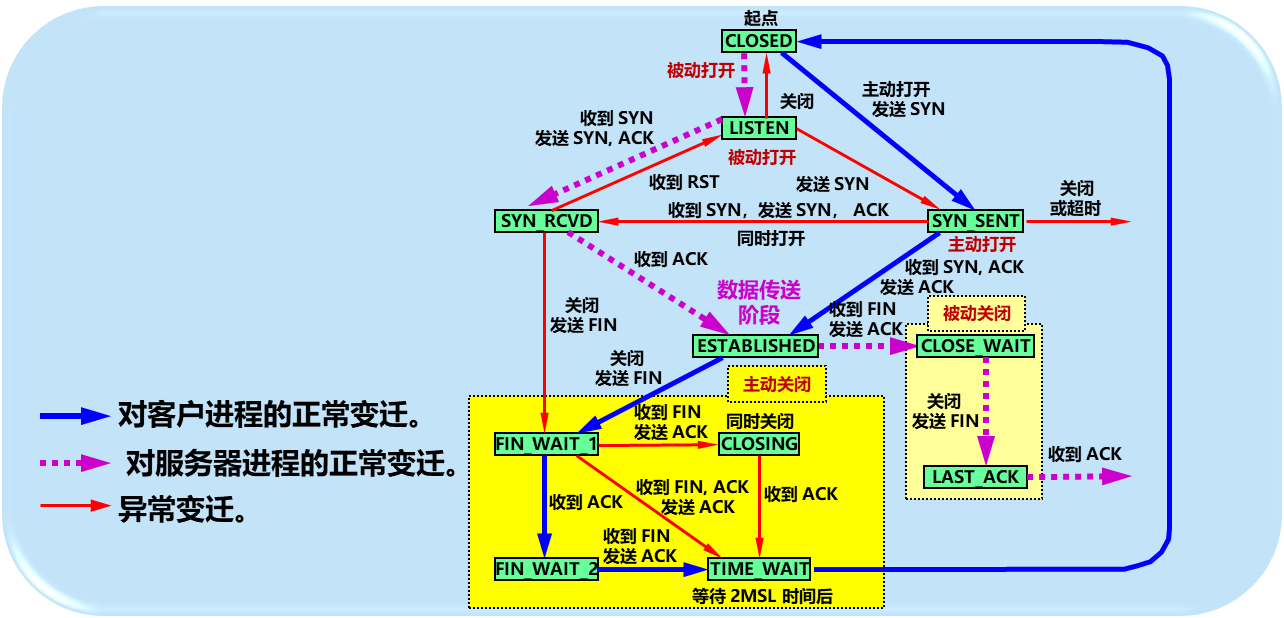 起点
CLOSED
被动打开
关闭
主动打开
发送 SYN
收到 SYN
发送 SYN, ACK
LISTEN
被动打开
收到 RST
发送 SYN
关闭
或超时
收到 SYN，发送 SYN， ACK
SYN_RCVD
SYN_SENT
同时打开
主动打开
收到 ACK
收到 SYN, ACK
发送 ACK
数据传送
阶段
关闭
发送 FIN
收到 FIN
发送 ACK
被动关闭
ESTABLISHED
CLOSE_WAIT
关闭
发送 FIN
主动关闭
关闭
发送 FIN
对客户进程的正常变迁。
收到 FIN
发送 ACK
同时关闭
FIN_WAIT_1
CLOSING
收到 ACK
对服务器进程的正常变迁。
LAST_ACK
收到 ACK
收到 FIN, ACK
发送 ACK
收到 ACK
异常变迁。
收到 FIN
发送 ACK
FIN_WAIT_2
TIME_WAIT
等待 2MSL 时间后